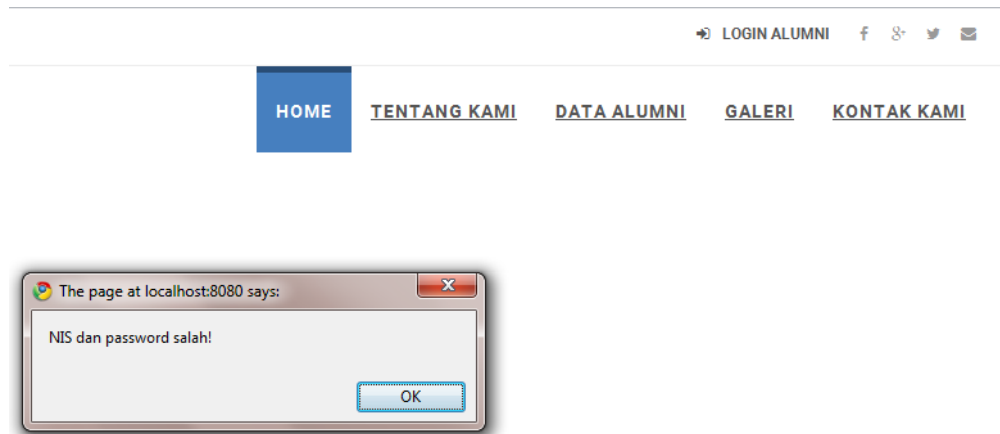 LOGIN ALUMNI
HOME TENTANG KAMI DATA ALUMNI GALERI KONTAK KAMI
The page at localhost:8080 says:
NIS dan password salah!
OK